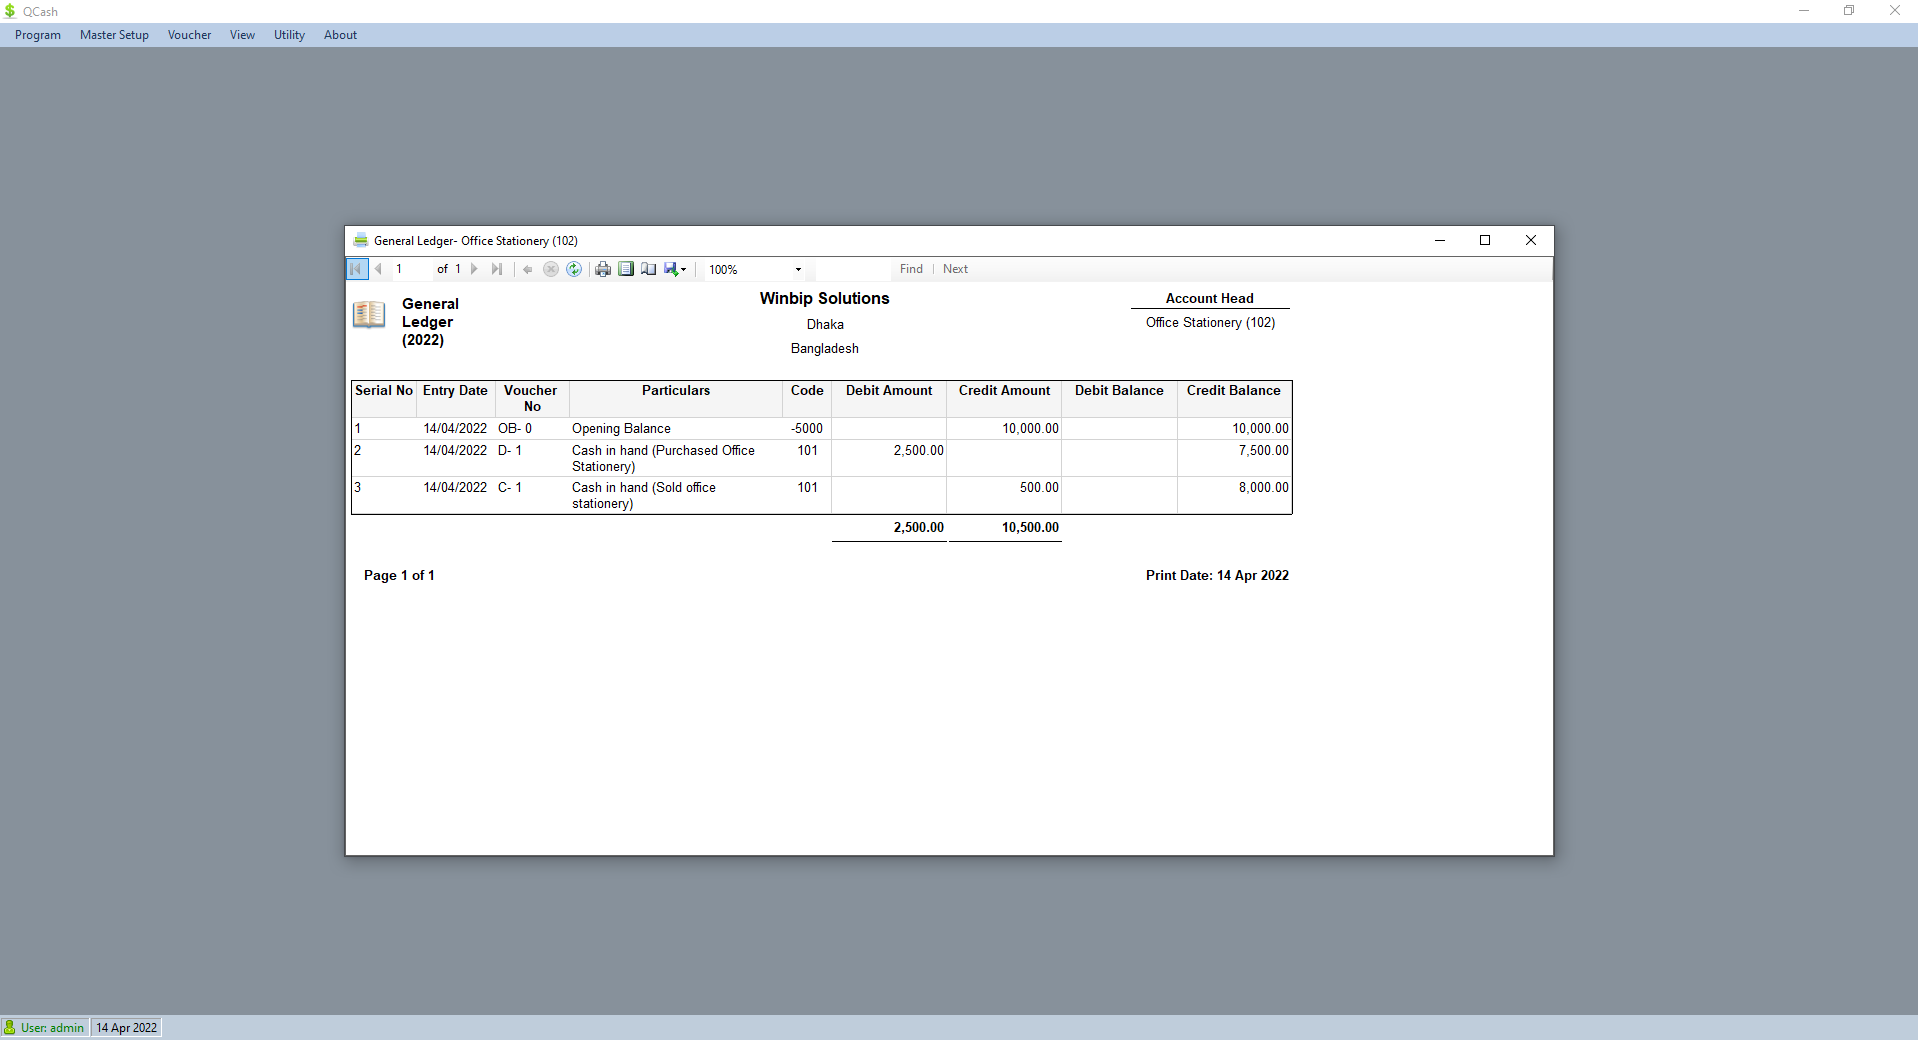 QCash
Program Master Setup Voucher View Utility About
General Ledger- Office Stationery (102)
1 of 1 100% Find Next
General
Ledger
(2022)
Winbip Solutions
Dhaka
Bangladesh
Account Head
Office Stationery (102)
Serial No Entry Date Voucher Particulars Code Debit Amount Credit Amount Debit Balance Credit Balance
No
1 14/04/2022 OB- 0 Opening Balance -5000 10,000.00 10,000.00
2 14/04/2022 D- 1 Cash in hand (Purchased Office 101 2,500.00 7,500.00
Stationery)
3 14/04/2022 C- 1 Cash in hand (Sold office 101 500.00 8,000.00
stationery)
2,500.00 10,500.00
Page 1 of 1 Print Date: 14 Apr 2022
User: admin 14 Apr 2022